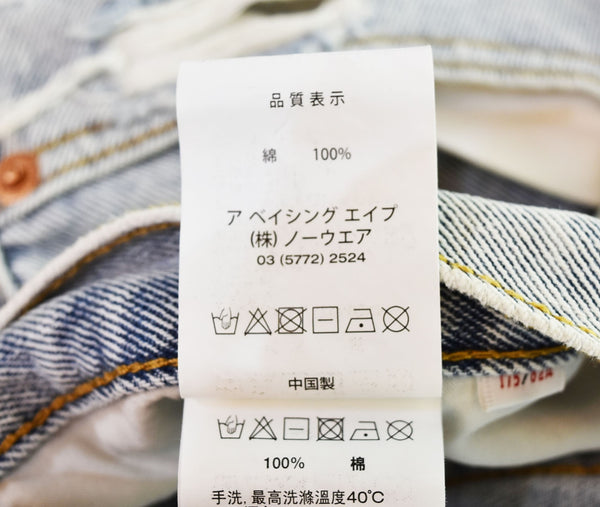 品質表示
綿 100%
ア ベイシング エイプ
(株) ノーウエア
03 (5772) 2524
中国製
100% 棉
手洗, 最高洗滌溫度40℃